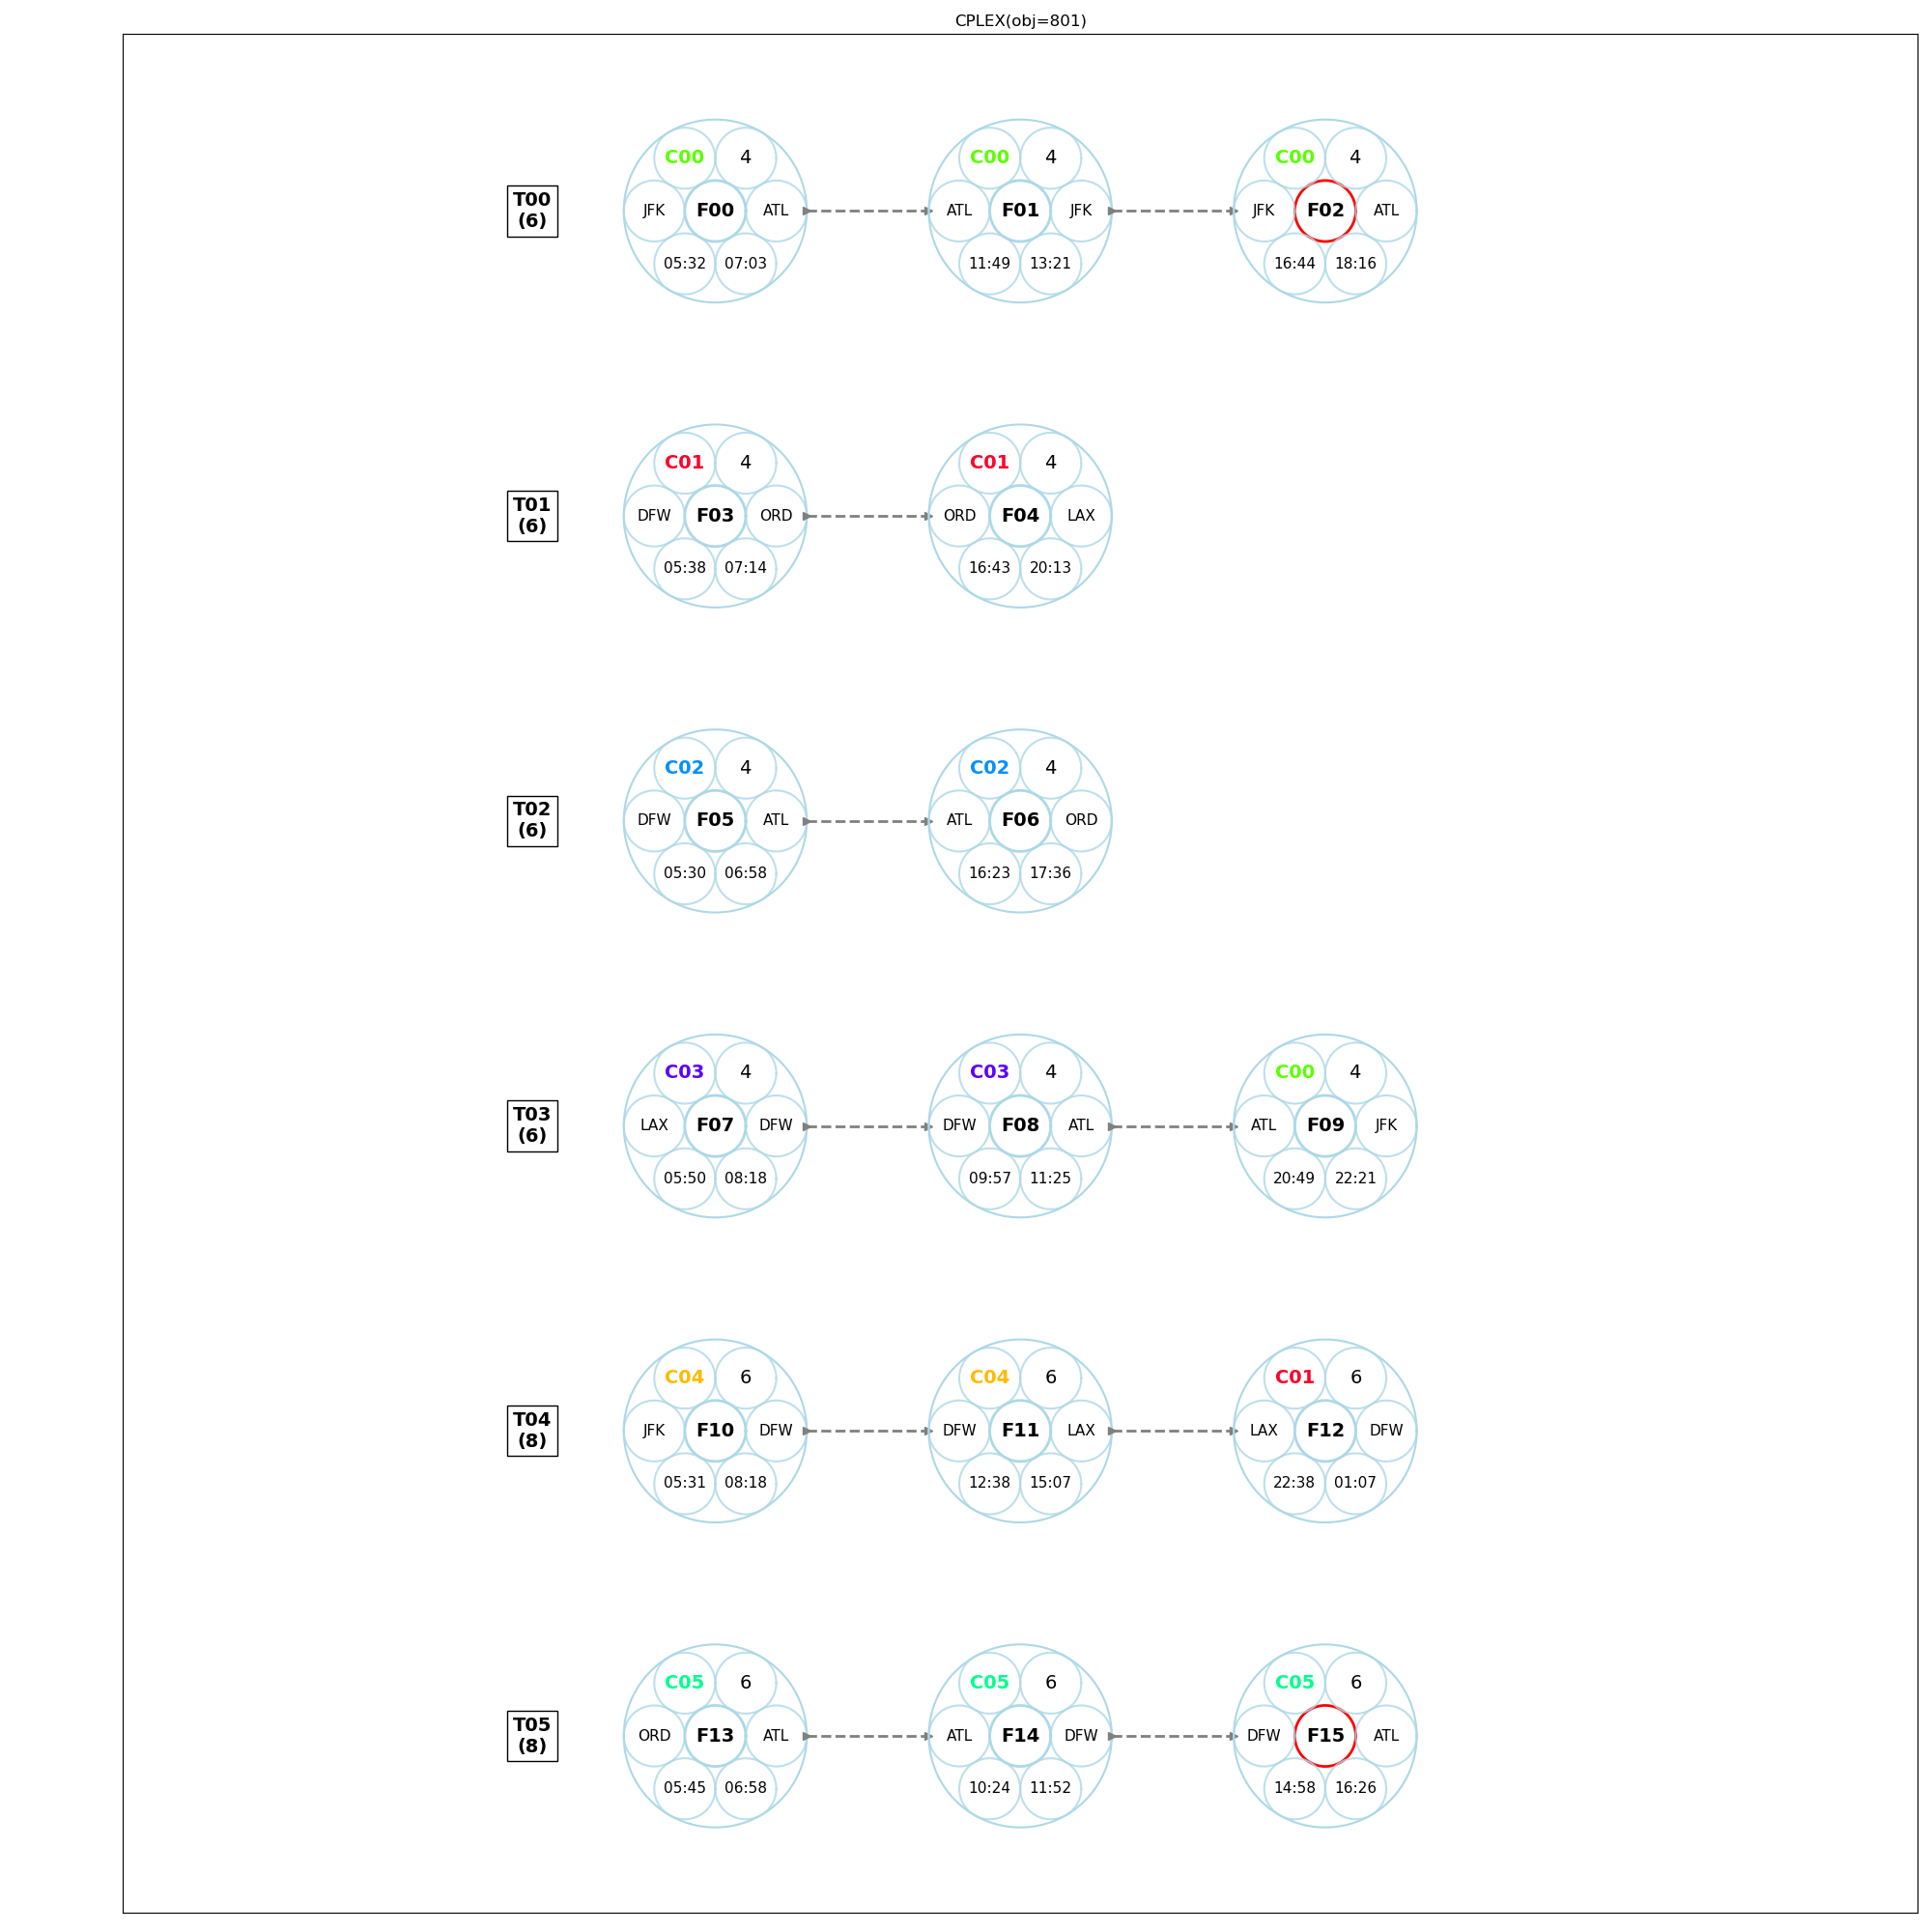 CPLEX(obj=801)
C00 4 C00 4 C00 4
T00
(6)
JFK F00 ATL ATL F01 JFK JFK F02 ATL
05:32 07:03 11:49 13:21 16:44 18:16
C01 4 C01 4
T01
(6)
DFW F03 ORD ORD F04 LAX
05:38 07:14 16:43 20:13
C02 4 C02 4
T02
(6)
DFW F05 ATL ATL F06 ORD
05:30 06:58 16:23 17:36
C03 4 C03 4 C00 4
T03
(6)
LAX F07 DFW DFW F08 ATL ATL F09 JFK
05:50 08:18 09:57 11:25 20:49 22:21
C04 6 C04 6 C01 6
T04
(8)
JFK F10 DFW DFW F11 LAX LAX F12 DFW
05:31 08:18 12:38 15:07 22:38 01:07
C05 6 C05 6 C05 6
T05
(8)
ORD F13 ATL ATL F14 DFW DFW F15 ATL
05:45 06:58 10:24 11:52 14:58 16:26